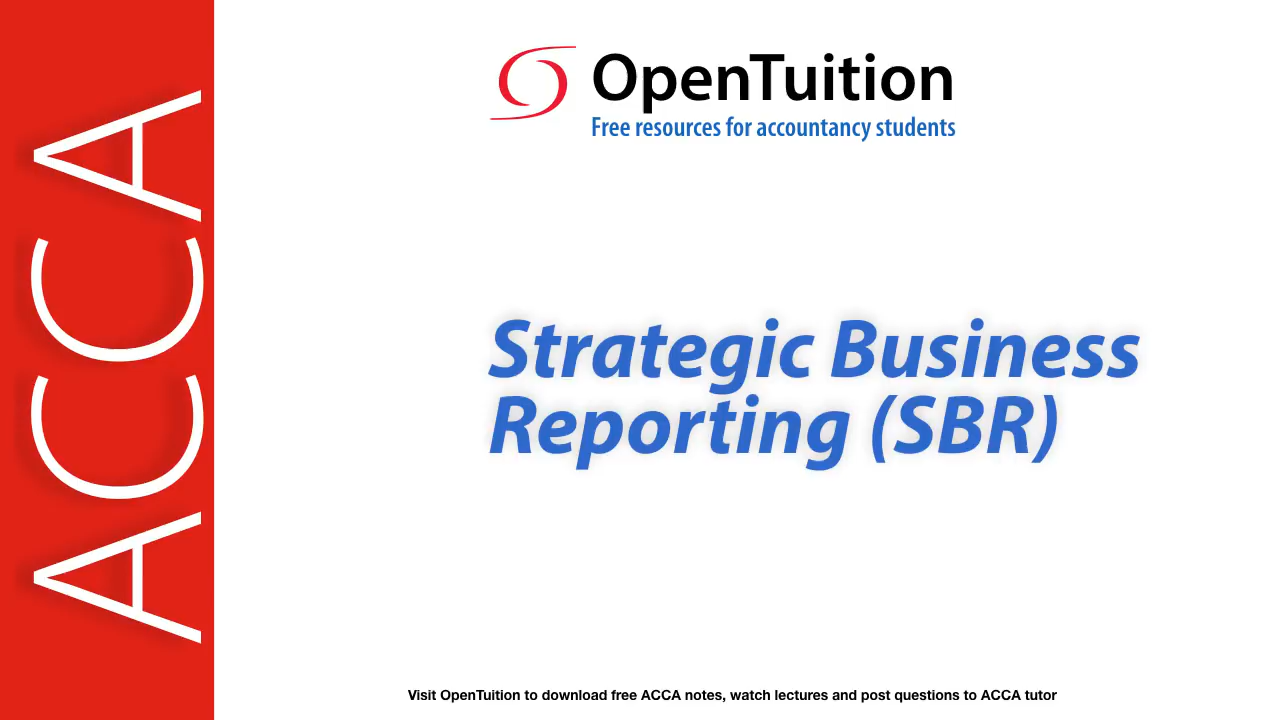 ACCA
OpenTuition
Free resources for accountancy students
Strategic Business
Reporting (SBR)
Visit OpenTuition to download free ACCA notes, watch lectures and post questions to ACCA tutor